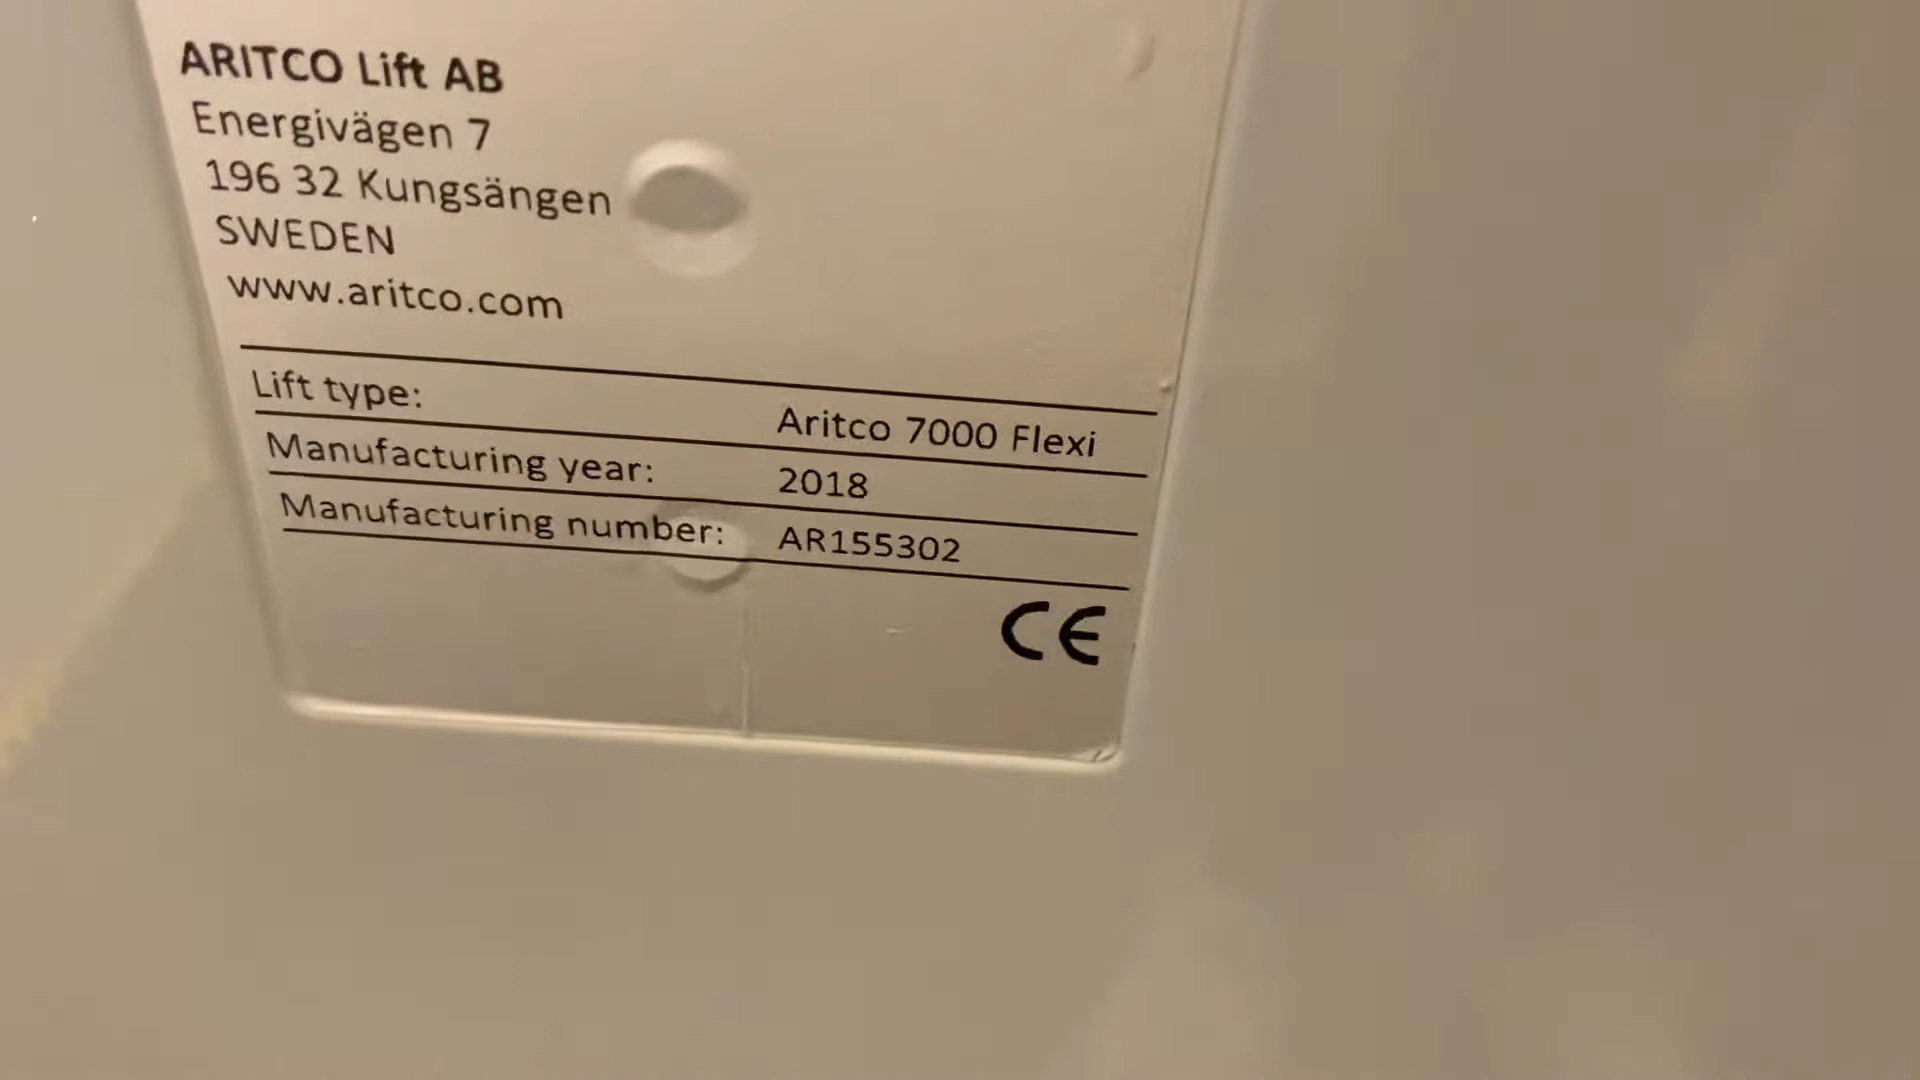 ARITCO Lift AB
Energivägen 7
196 32 Kungsängen
SWEDEN
www.aritco.com
Lift type: Aritco 7000 Flexi
Manufacturing year: 2018
Manufacturing number: AR155302
CE